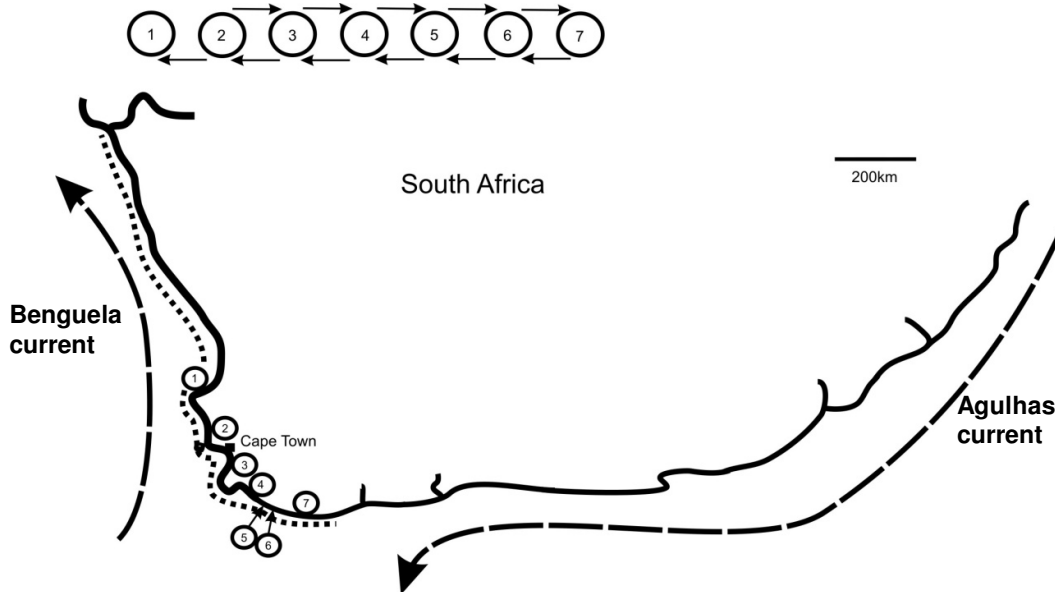 1 2 3 4 5 6 7
South Africa
200km
Benguela
current
1
Agulhas
current
2
Cape Town
3
4
7
5
6